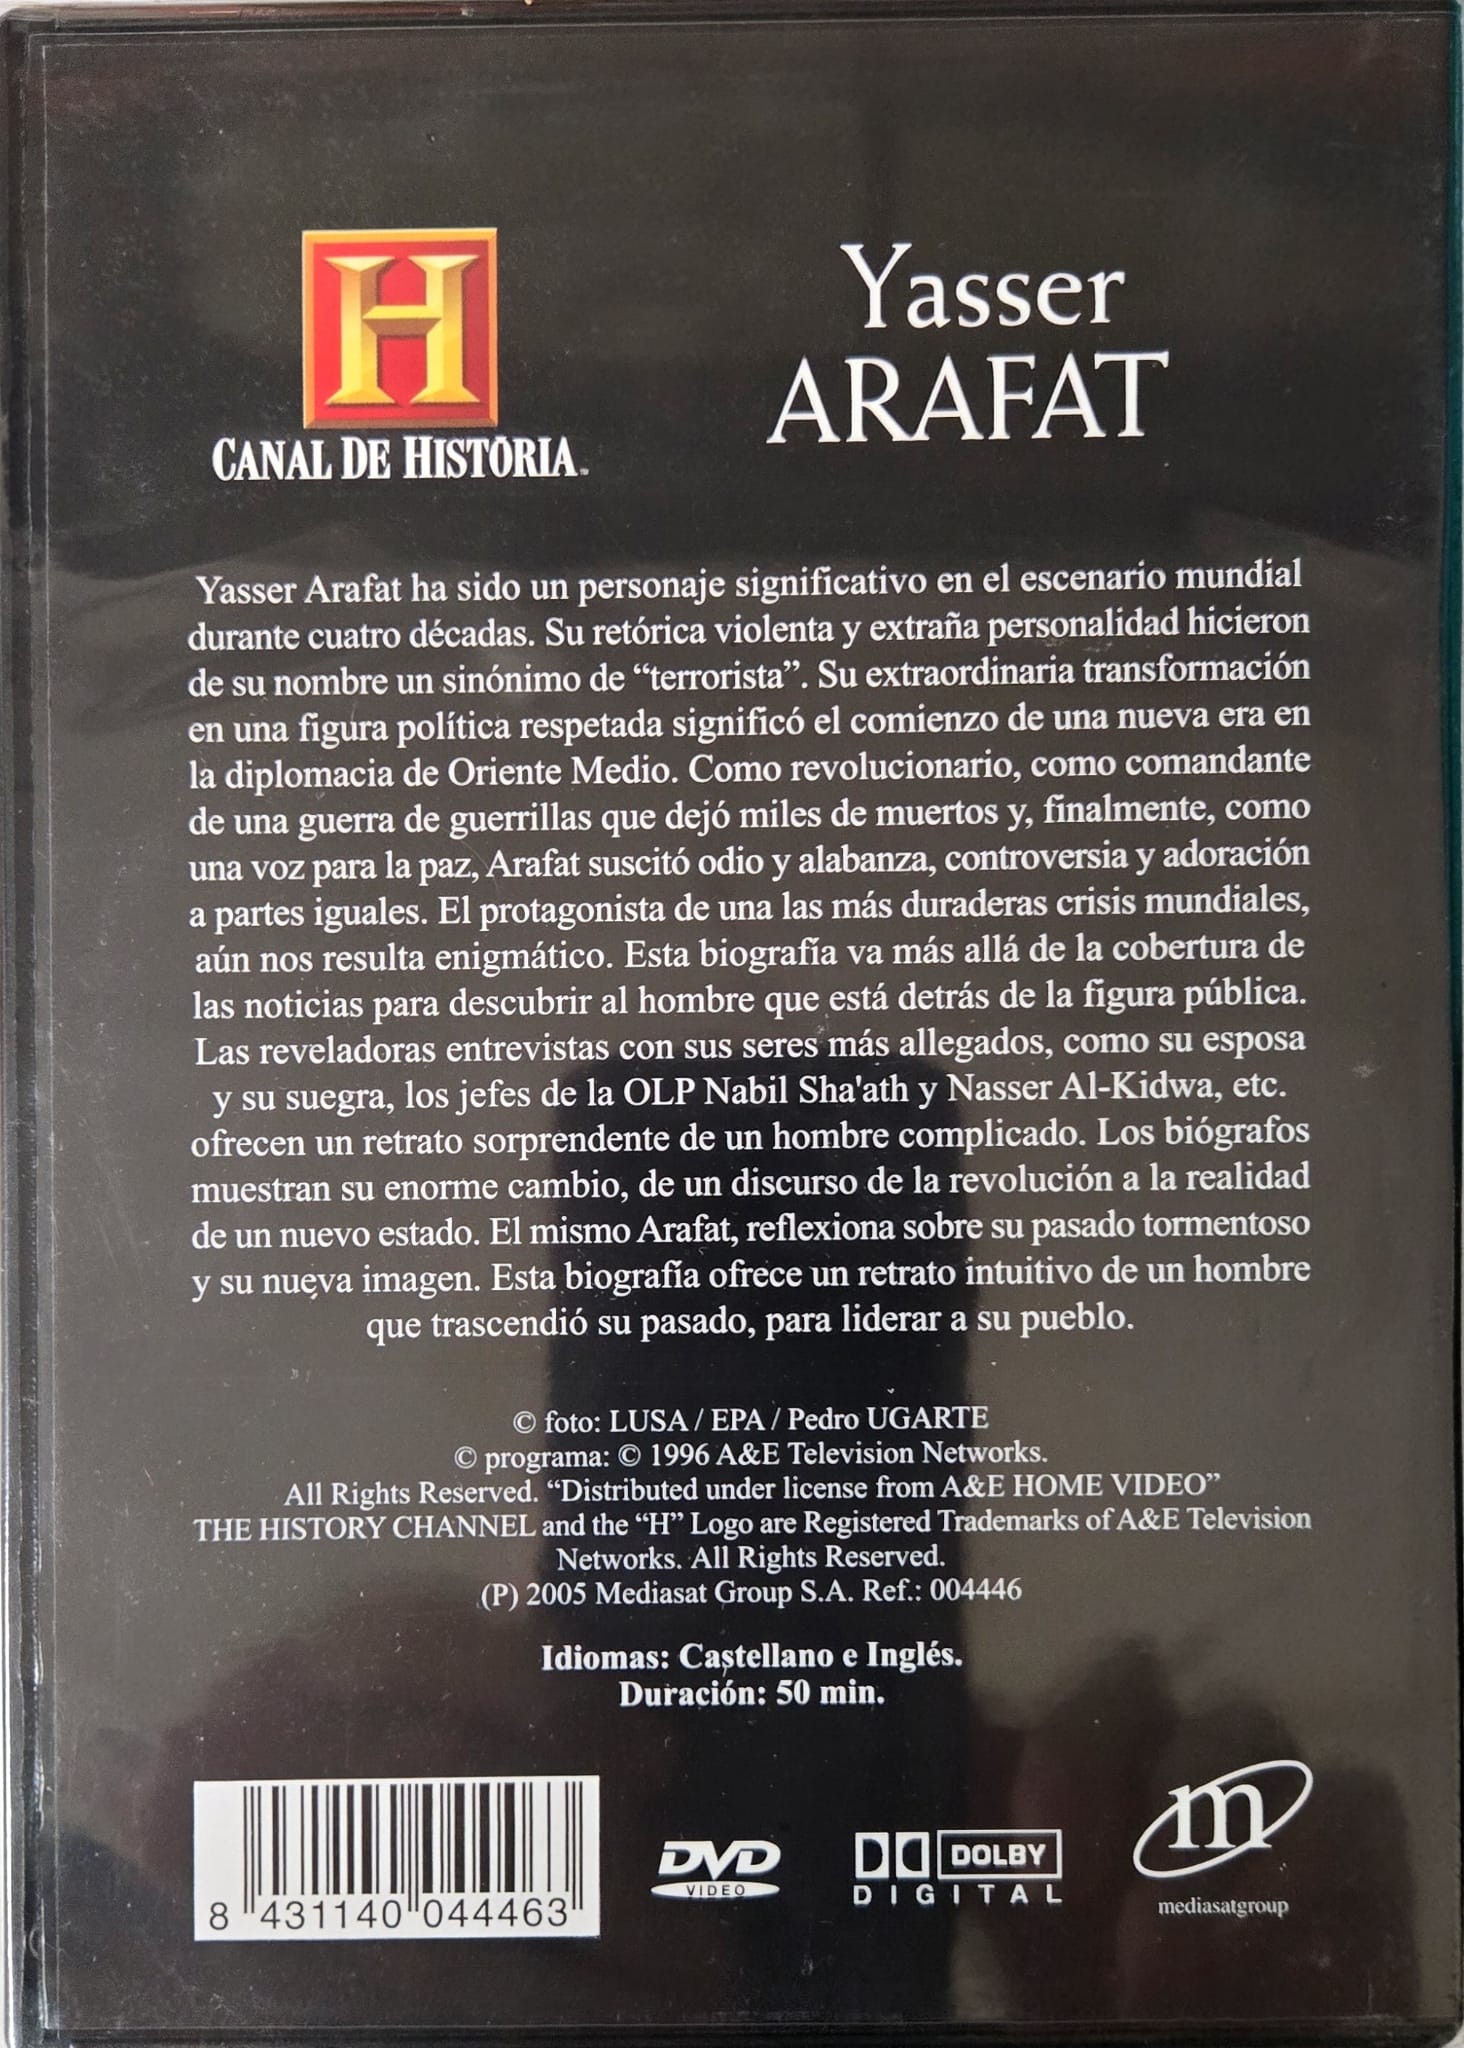 H
CANAL DE HISTORIA™
Yasser
ARAFAT
Yasser Arafat ha sido un personaje significativo en el escenario mundial
durante cuatro décadas. Su retórica violenta y extraña personalidad hicieron
de su nombre un sinónimo de “terrorista”. Su extraordinaria transformación
en una figura política respetada significó el comienzo de una nueva era en
la diplomacia de Oriente Medio. Como revolucionario, como comandante
de una guerra de guerrillas que dejó miles de muertos y, finalmente, como
una voz para la paz, Arafat suscitó odio y alabanza, controversia y adoración
a partes iguales. El protagonista de una las más duraderas crisis mundiales,
aún nos resulta enigmático. Esta biografía va más allá de la cobertura de
las noticias para descubrir al hombre que está detrás de la figura pública.
Las reveladoras entrevistas con sus seres más allegados, como su esposa
y su suegra, los jefes de la OLP Nabil Sha'ath y Nasser Al-Kidwa, etc.
ofrecen un retrato sorprendente de un hombre complicado. Los biógrafos
muestran su enorme cambio, de un discurso de la revolución a la realidad
de un nuevo estado. El mismo Arafat, reflexiona sobre su pasado tormentoso
y su nueva imagen. Esta biografía ofrece un retrato intuitivo de un hombre
que trascendió su pasado, para liderar a su pueblo.
© foto: LUSA / EPA / Pedro UGARTE
© programa: © 1996 A&E Television Networks.
All Rights Reserved. “Distributed under license from A&E HOME VIDEO”
THE HISTORY CHANNEL and the “H” Logo are Registered Trademarks of A&E Television
Networks. All Rights Reserved.
(P) 2005 Mediasat Group S.A. Ref.: 004446
Idiomas: Castellano e Inglés.
Duración: 50 min.
8 431140 044463
DVD
VIDEO
DOLBY
DIGITAL
m
mediasatgroup